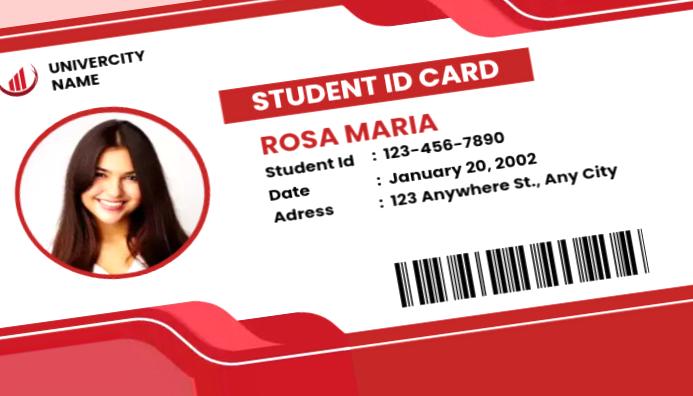 UNIVERCITY
NAME
STUDENT ID CARD
ROSA MARIA
Student Id : 123-456-7890
Date : January 20, 2002
Adress : 123 Anywhere St., Any City